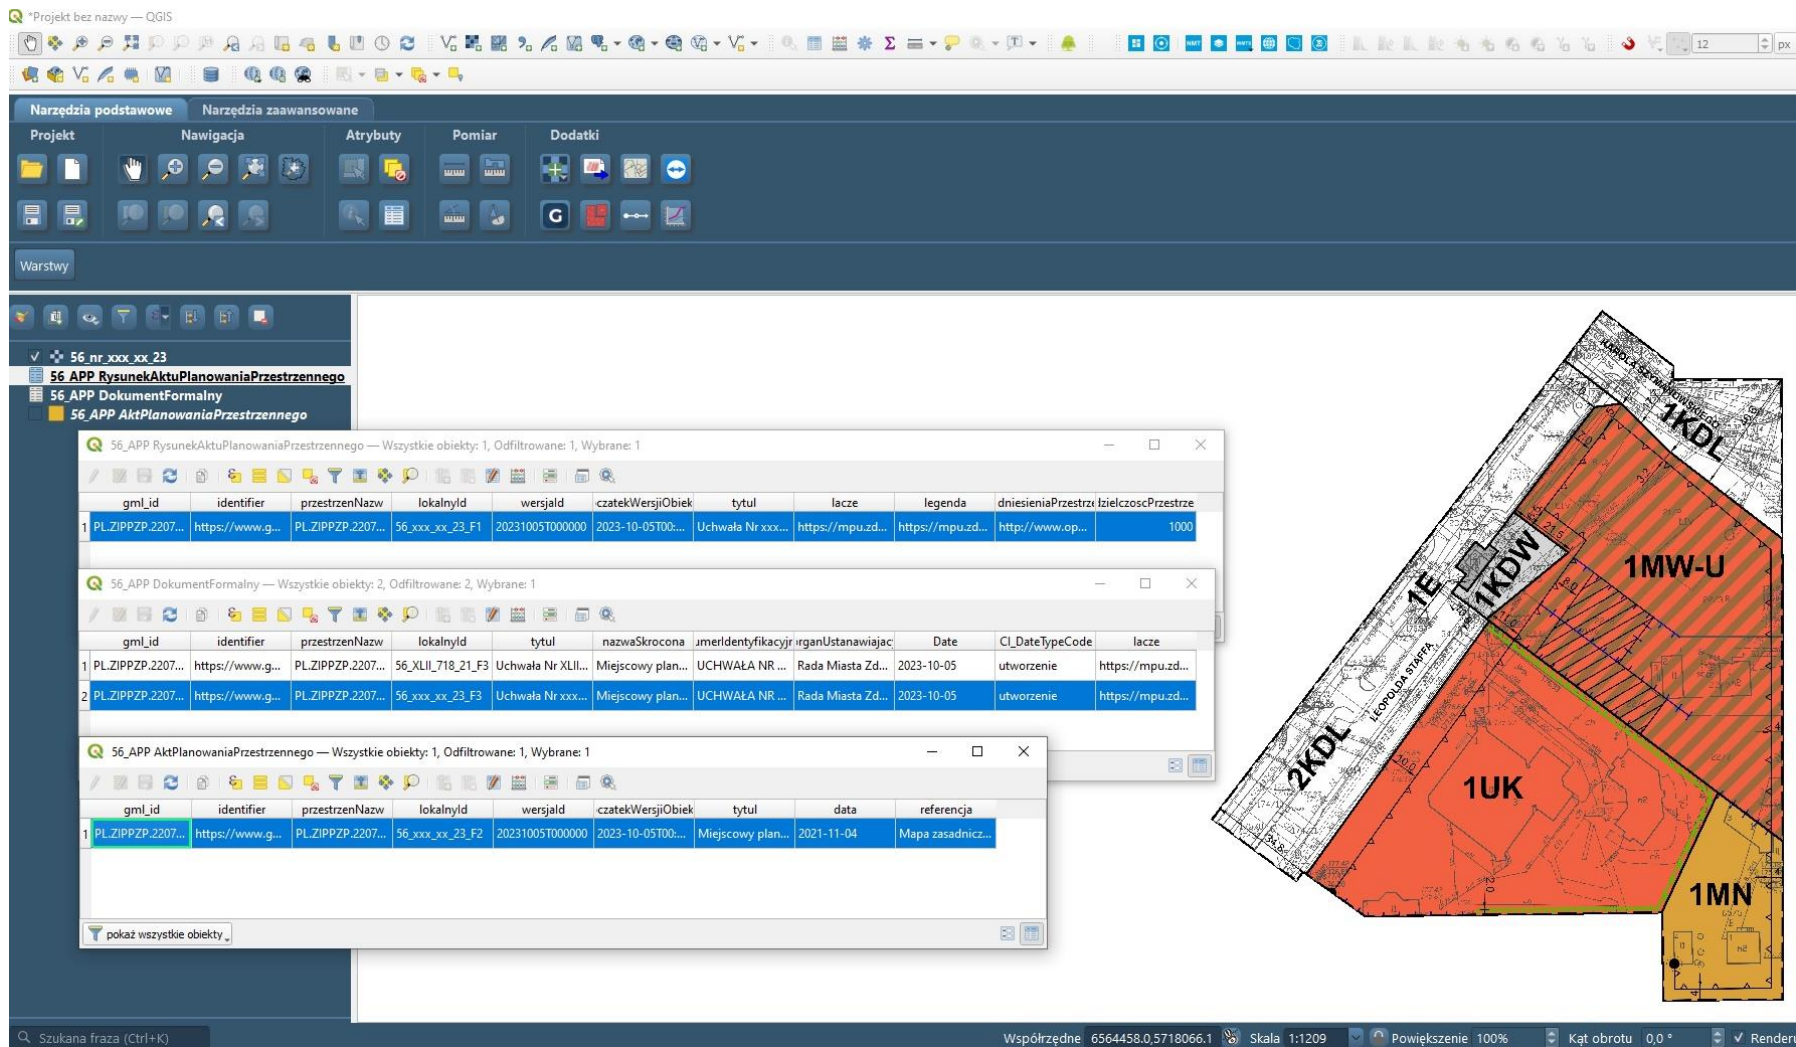 *Projekt bez nazwy — QGIS
12 px
Narzędzia podstawowe Narzędzia zaawansowane
Projekt Nawigacja Atrybuty Pomiar Dodatki
G
Warstwy
56_nr_xxx_xx_23
56_APP RysunekAktuPlanowaniaPrzestrzennego
56_APP DokumentFormalny
56_APP AktPlanowaniaPrzestrzennego
56_APP RysunekAktuPlanowaniaPrzestrzennego — Wszystkie obiekty: 1, Odfiltrowane: 1, Wybrane: 1
gml_id identifier przestrzenNazw lokalnyId wersjaId czatekWersjiObiek tytul lacze legenda dniesieniaPrzestrze dzielczoscPrzestrze
1 PL.ZIPPZP.2207... https://www.g... PL.ZIPPZP.2207... 56_xxx_xx_23_F1 20231005T000000 2023-10-05T00:... Uchwała Nr xxx... https://mpu.zd... https://mpu.zd... http://www.op... 1000
56_APP DokumentFormalny — Wszystkie obiekty: 2, Odfiltrowane: 2, Wybrane: 1
gml_id identifier przestrzenNazw lokalnyId tytul nazwaSkrocona umerIdentyfikacyjr rganUstanawiajac Date CI_DateTypeCode lacze
1 PL.ZIPPZP.2207... https://www.g... PL.ZIPPZP.2207... 56_XLII_718_21_F3 Uchwała Nr XLII... Miejscowy plan... UCHWAŁA NR ... Rada Miasta Zd... 2023-10-05 utworzenie https://mpu.zd...
2 PL.ZIPPZP.2207... https://www.g... PL.ZIPPZP.2207... 56_xxx_xx_23_F3 Uchwała Nr xxx... Miejscowy plan... UCHWAŁA NR ... Rada Miasta Zd... 2023-10-05 utworzenie https://mpu.zd...
56_APP AktPlanowaniaPrzestrzennego — Wszystkie obiekty: 1, Odfiltrowane: 1, Wybrane: 1
gml_id identifier przestrzenNazw lokalnyId wersjaId czatekWersjiObiek tytul data referencja
1 PL.ZIPPZP.2207... https://www.g... PL.ZIPPZP.2207... 56_xxx_xx_23_F2 20231005T000000 2023-10-05T00:... Miejscowy plan... 2021-11-04 Mapa zasadnicz...
pokaż wszystkie obiekty
KAROLA SZYMANOWSKIEGO
1KDL
1MW-U
1KDW
1E
LEOPOLDA STAFFA
2KDL
1UK
1MN
Szukana fraza (Ctrl+K)
Współrzędne 6564458.0,5718066.1 Skala 1:1209 Powiększenie 100% Kąt obrotu 0,0 ° Renderu